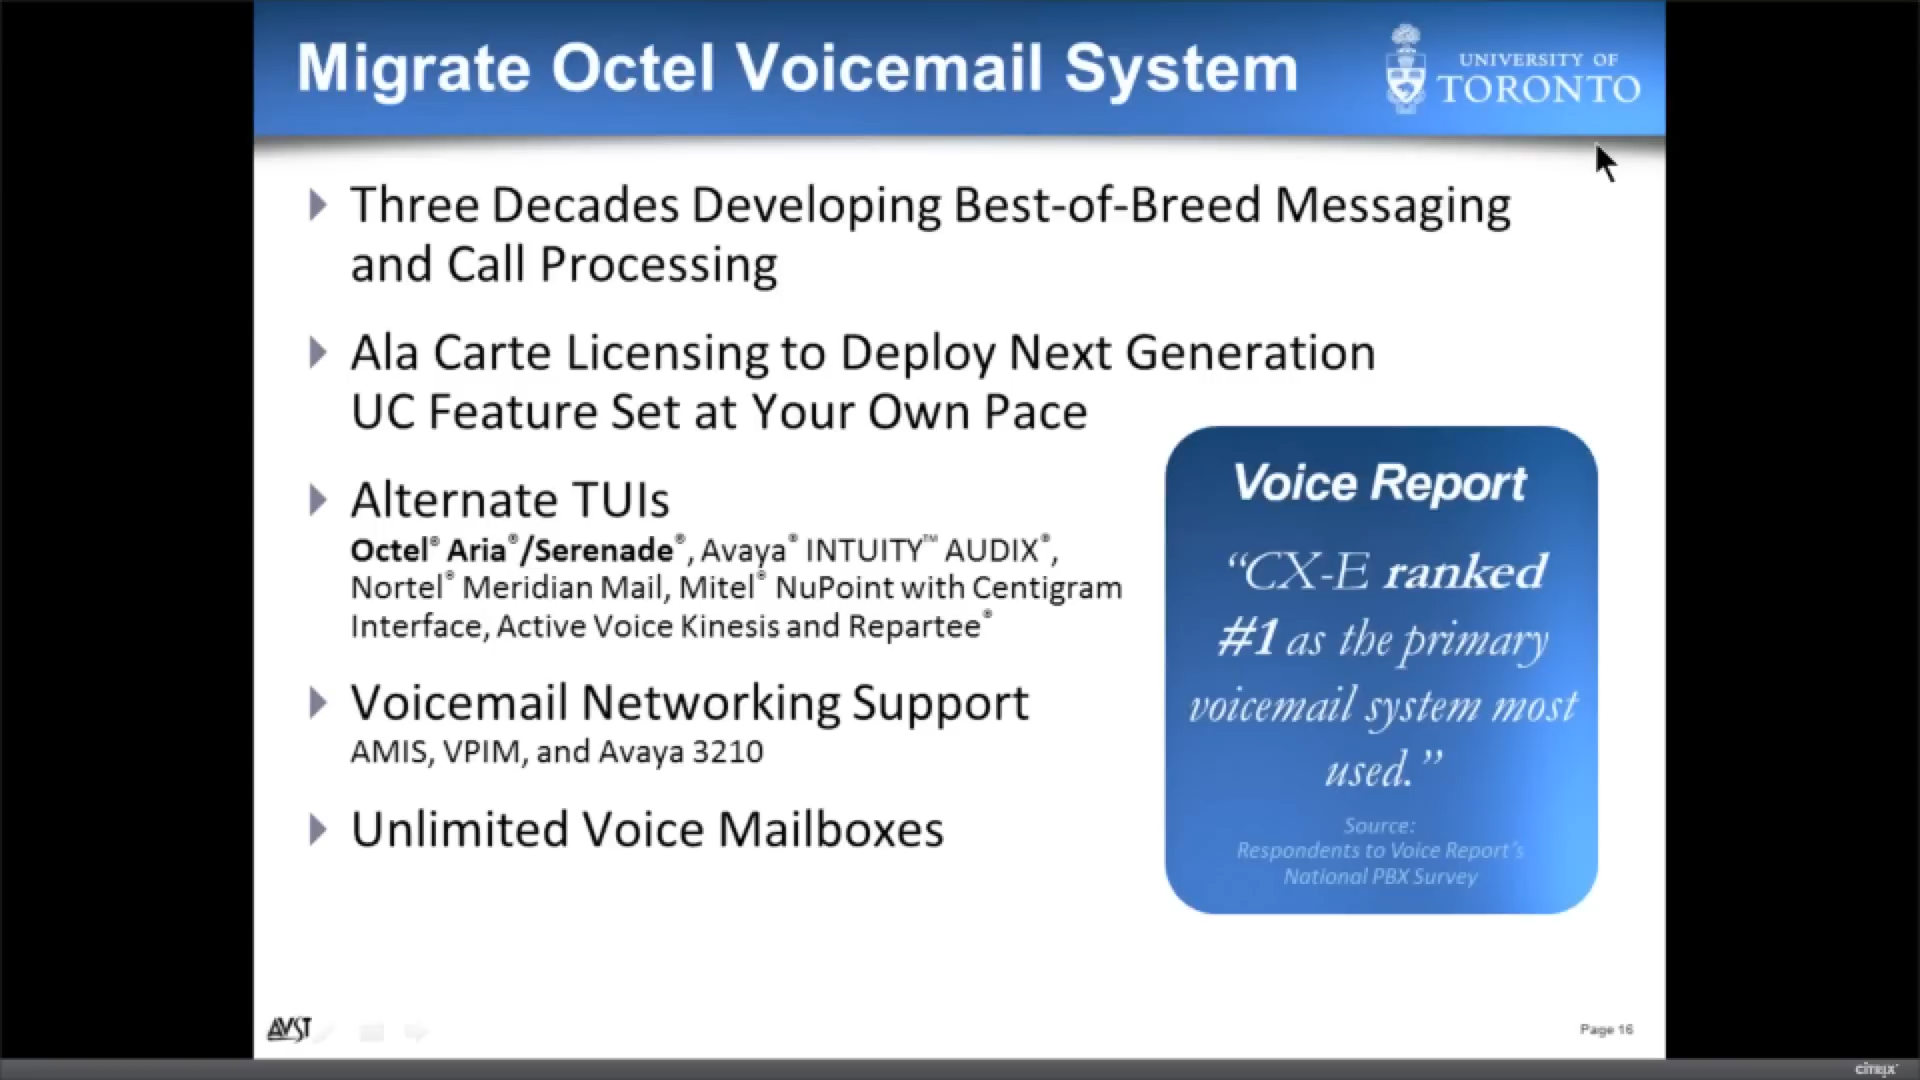 Migrate Octel Voicemail System
UNIVERSITY OF
TORONTO
Three Decades Developing Best-of-Breed Messaging
and Call Processing
Ala Carte Licensing to Deploy Next Generation
UC Feature Set at Your Own Pace
Alternate TUIs
Octel® Aria®/Serenade®, Avaya® INTUITY™ AUDIX®,
Nortel® Meridian Mail, Mitel® NuPoint with Centigram
Interface, Active Voice Kinesis and Repartee®
Voicemail Networking Support
AMIS, VPIM, and Avaya 3210
Unlimited Voice Mailboxes
Voice Report
“CX-E ranked
#1 as the primary
voicemail system most
used.”
Source:
Respondents to Voice Report's
National PBX Survey
AVST
Page 16
citrix